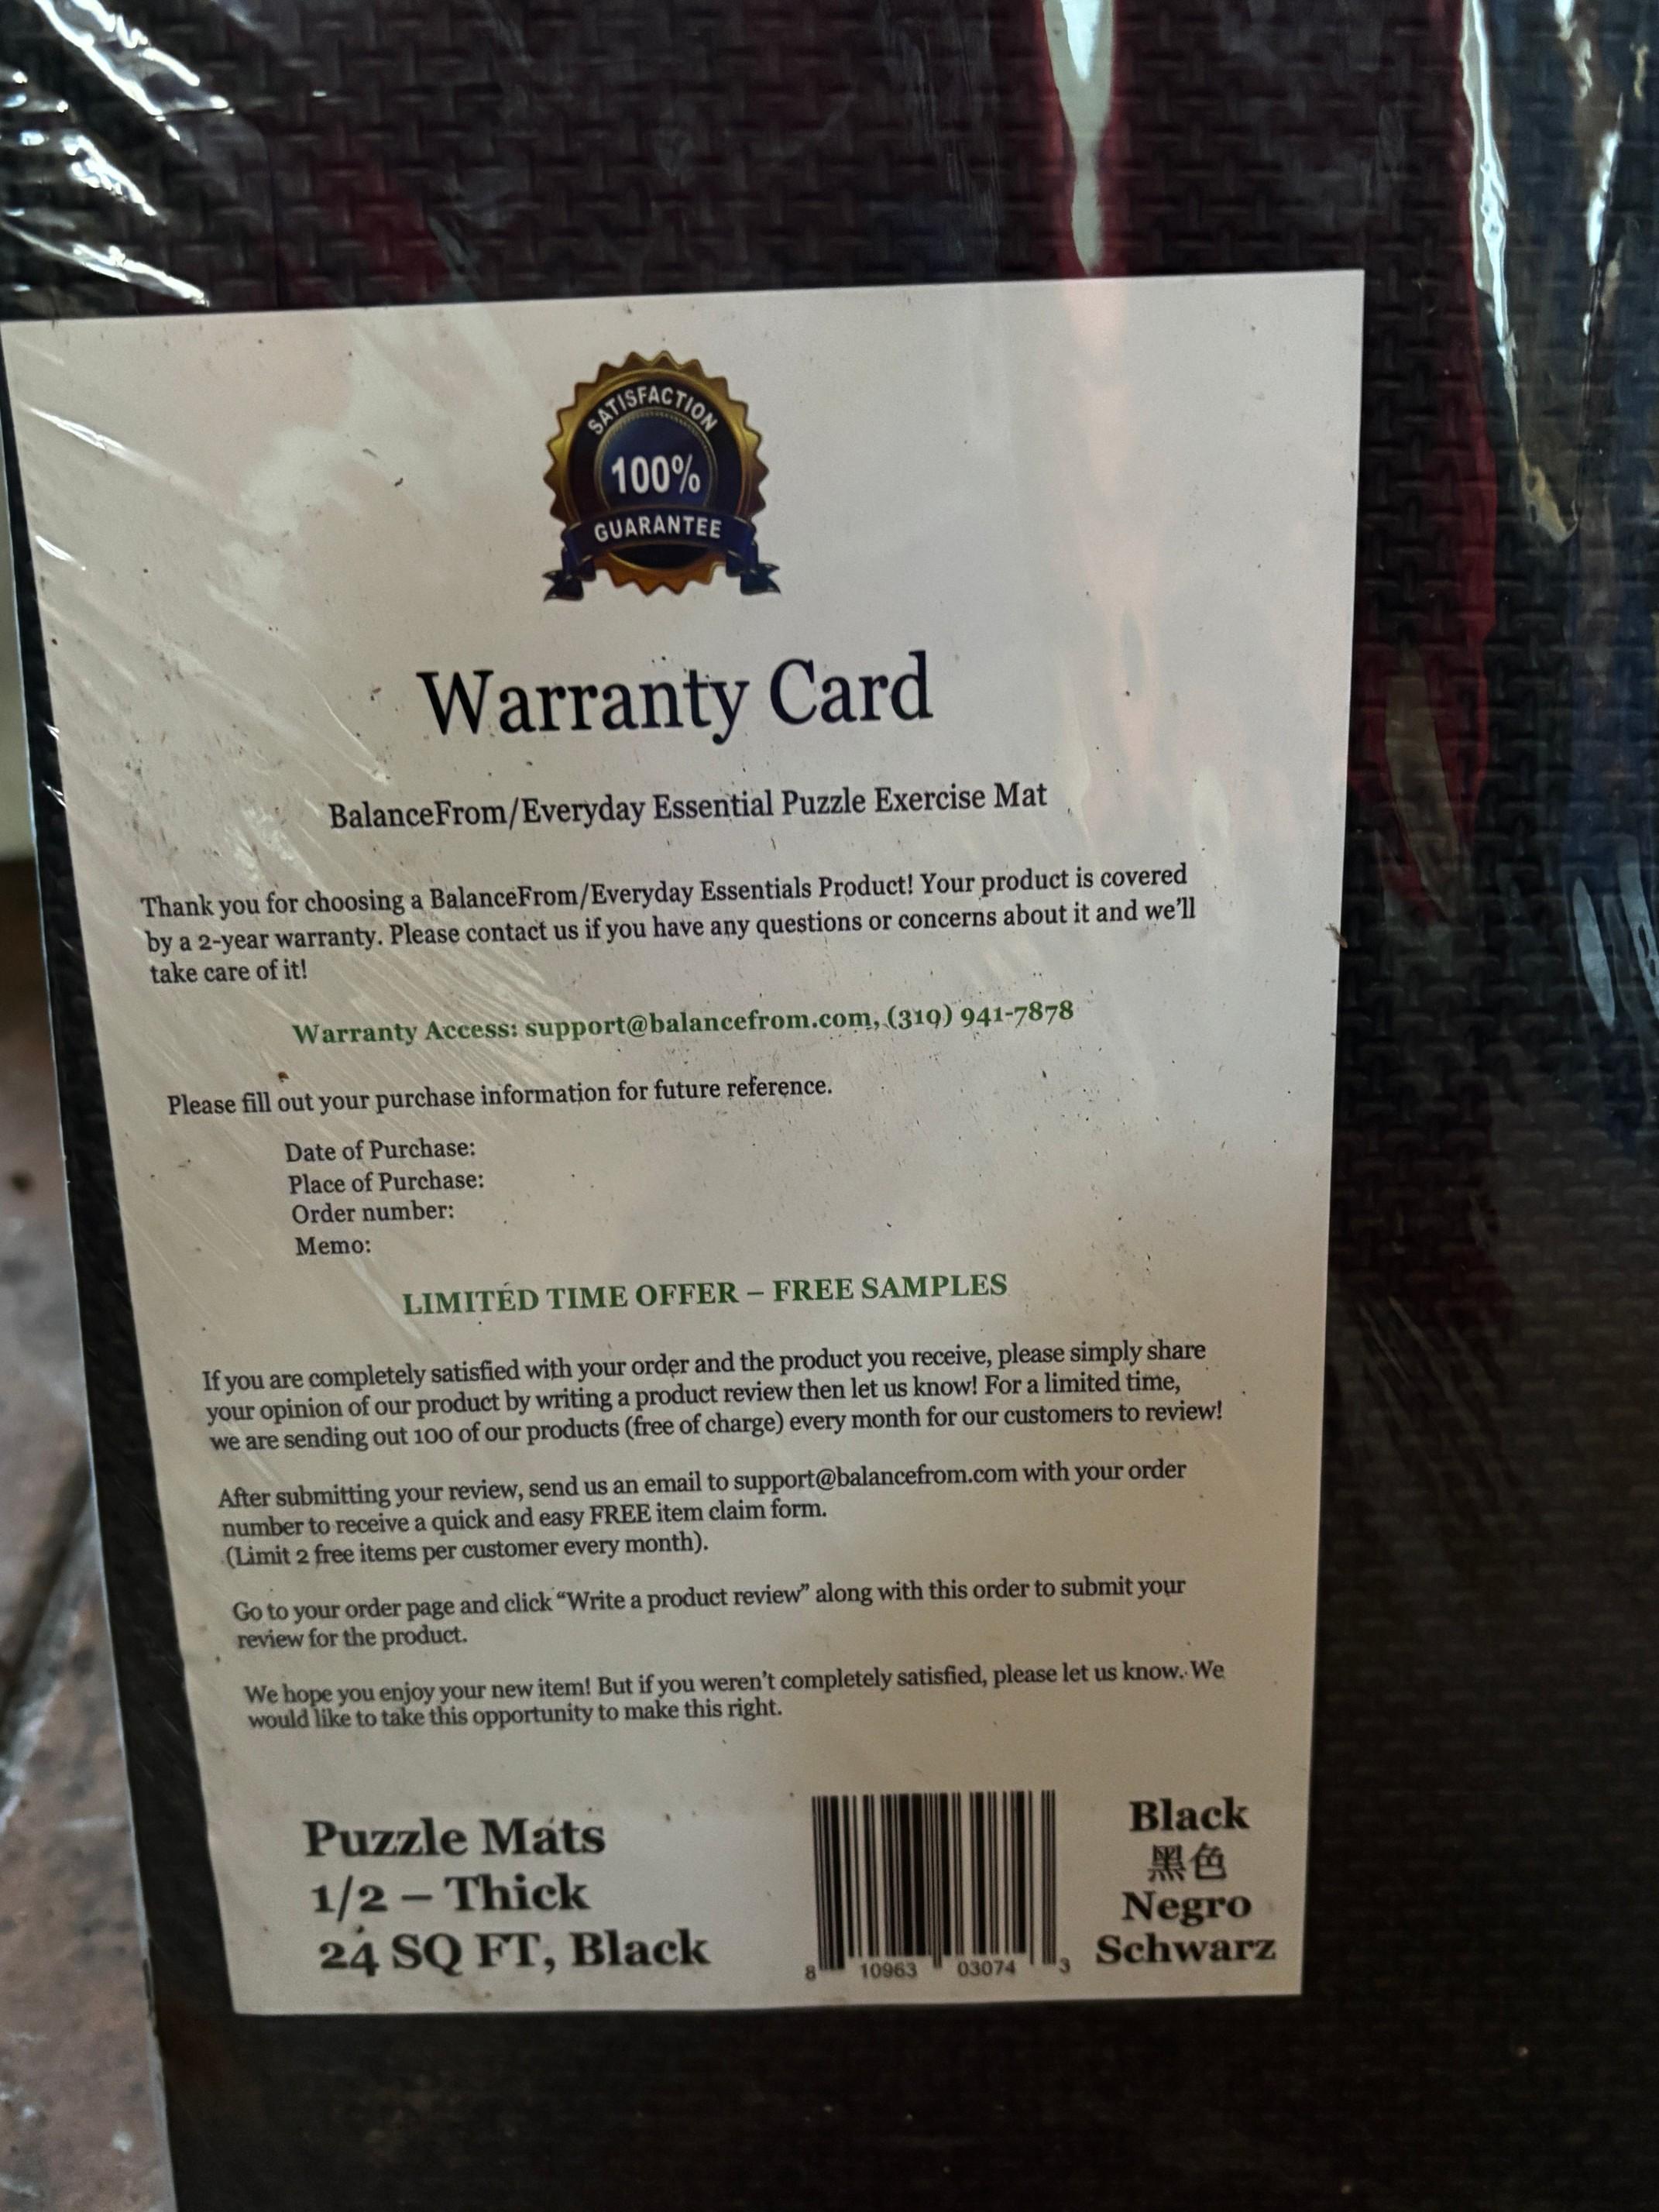 SATISFACTION
100%
GUARANTEE
Warranty Card
BalanceFrom/Everyday Essential Puzzle Exercise Mat
Thank you for choosing a BalanceFrom/Everyday Essentials Product! Your product is covered
by a 2-year warranty. Please contact us if you have any questions or concerns about it and we'll
take care of it!
Warranty Access: support@balancefrom.com, (319) 941-7878
Please fill out your purchase information for future reference.
Date of Purchase:
Place of Purchase:
Order number:
Memo:
LIMITED TIME OFFER – FREE SAMPLES
If you are completely satisfied with your order and the product you receive, please simply share
your opinion of our product by writing a product review then let us know! For a limited time,
we are sending out 100 of our products (free of charge) every month for our customers to review!
After submitting your review, send us an email to support@balancefrom.com with your order
number to receive a quick and easy FREE item claim form.
(Limit 2 free items per customer every month).
Go to your order page and click “Write a product review” along with this order to submit your
review for the product.
We hope you enjoy your new item! But if you weren't completely satisfied, please let us know. We
would like to take this opportunity to make this right.
Puzzle Mats
1/2 – Thick
24 SQ FT, Black
8 10963 03074 3
Black
黑色
Negro
Schwarz